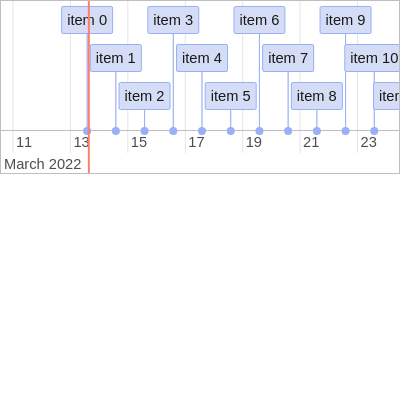 item 0 item 3 item 6 item 9
item 1 item 4 item 7 item 10
item 2 item 5 item 8
11 13 15 17 19 21 23
March 2022